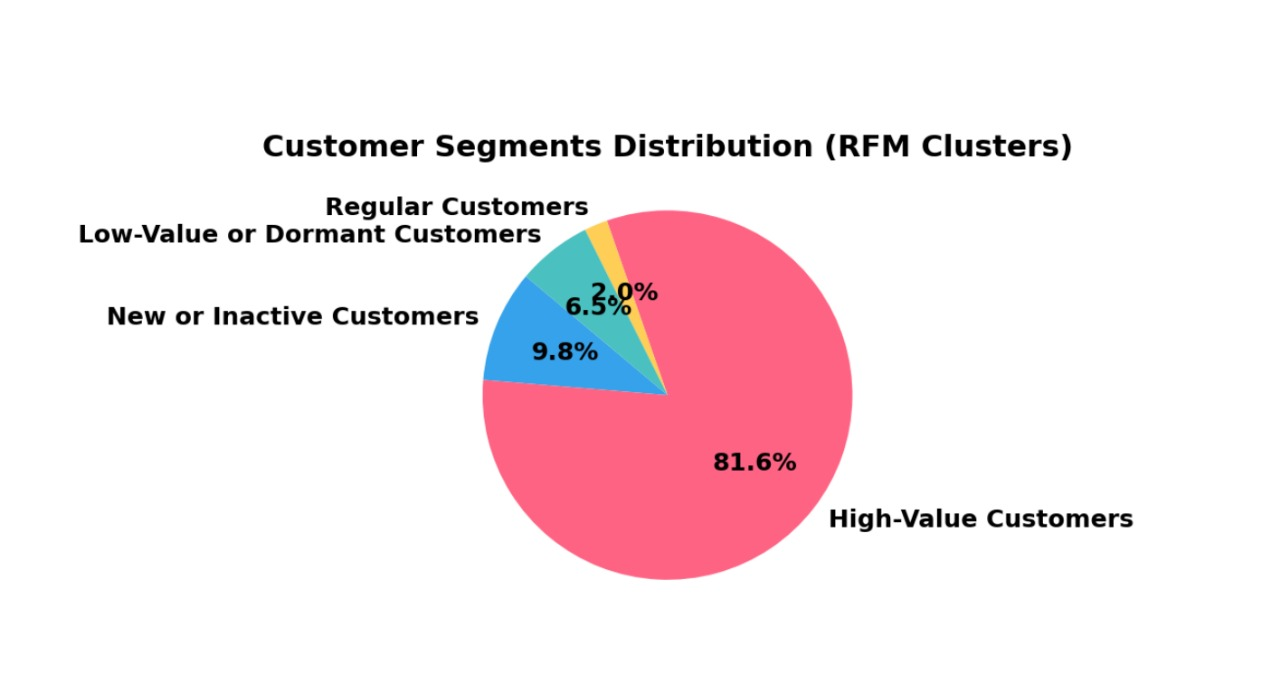 Customer Segments Distribution (RFM Clusters)
Regular Customers
Low-Value or Dormant Customers
New or Inactive Customers
2.0%
6.5%
9.8%
81.6%
High-Value Customers